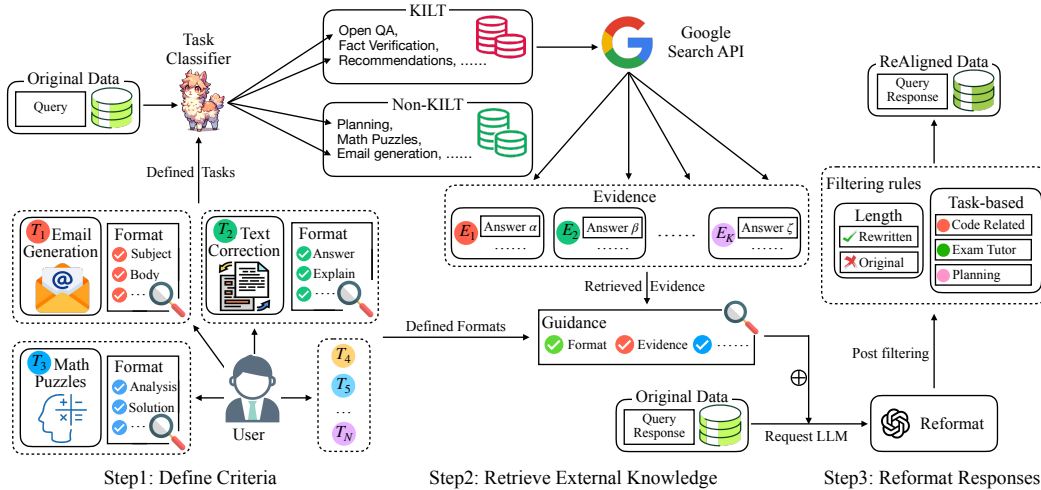 Original Data
Query
Task
Classifier
KILT
Open QA,
Fact Verification,
Recommendations, ......
Non-KILT
Planning,
Math Puzzles,
Email generation, ......
Google
Search API
Defined Tasks
T1 Email
Generation
Format
Subject
Body
......
T2 Text
Correction
Format
Answer
Explain
......
T3 Math
Puzzles
Format
Analysis
Solution
...
User
T4
T5
...
TN
Step1: Define Criteria
Evidence
E1 Answer α
......
E2 Answer β
......
......
EK Answer ζ
......
Retrieved Evidence
Defined Formats
Guidance
Format Evidence ......
Original Data
Query
Response
Request LLM
Step2: Retrieve External Knowledge
ReAligned Data
Query
Response
Filtering rules
Length
Rewritten
Original
Task-based
Code Related
Exam Tutor
Planning
Post filtering
Reformat
Step3: Reformat Responses